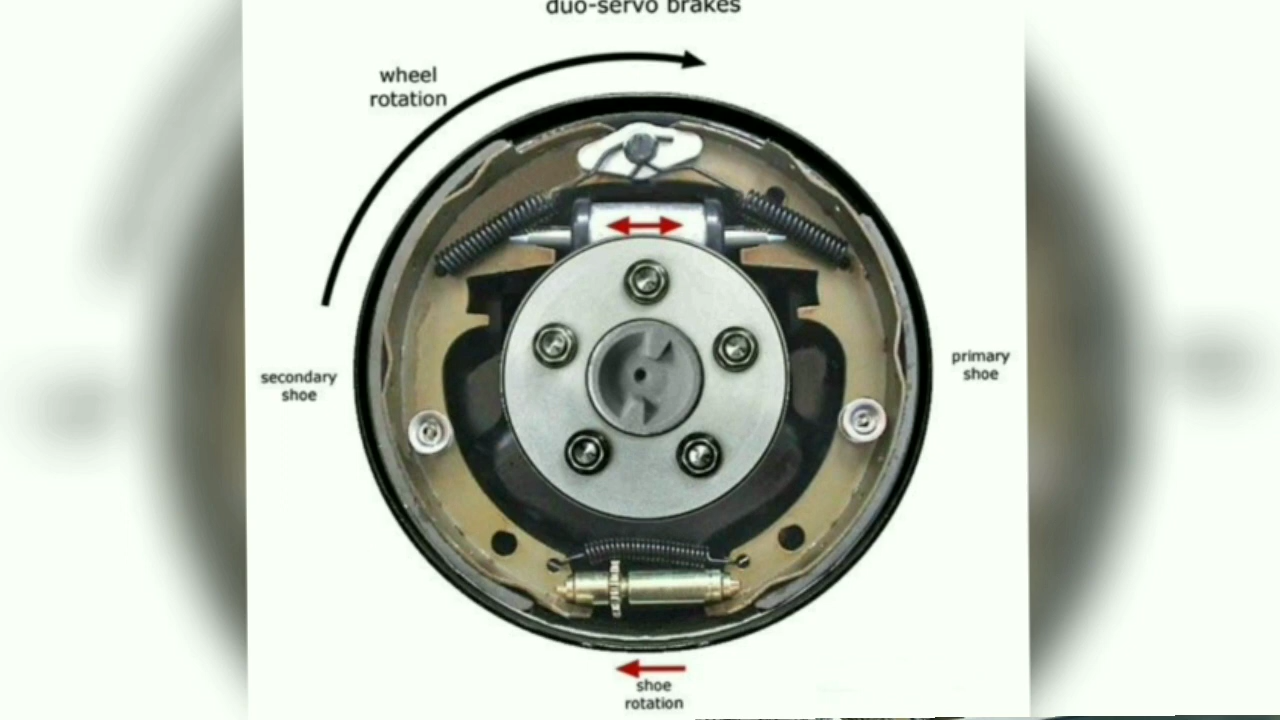 duo-servo brakes
wheel
rotation
secondary
shoe
primary
shoe
shoe
rotation